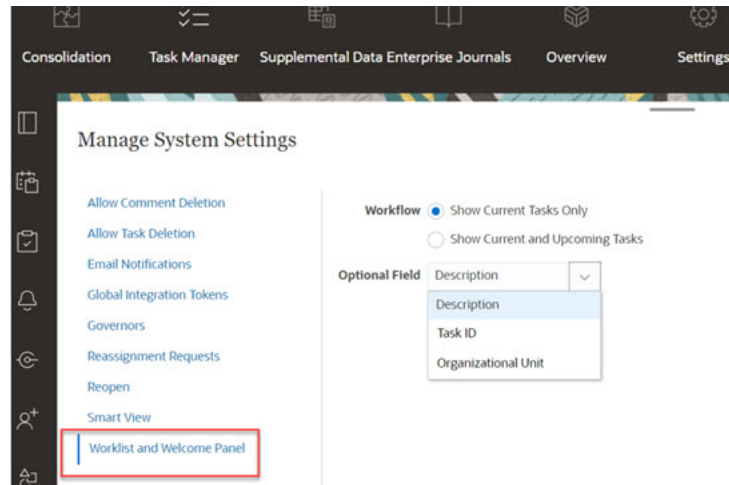 Consolidation Task Manager Supplemental Data Enterprise Journals Overview Settings
Manage System Settings
Allow Comment Deletion
Allow Task Deletion
Email Notifications
Global Integration Tokens
Governors
Reassignment Requests
Reopen
Smart View
Worklist and Welcome Panel
Workflow Show Current Tasks Only
Show Current and Upcoming Tasks
Optional Field Description
Description
Task ID
Organizational Unit